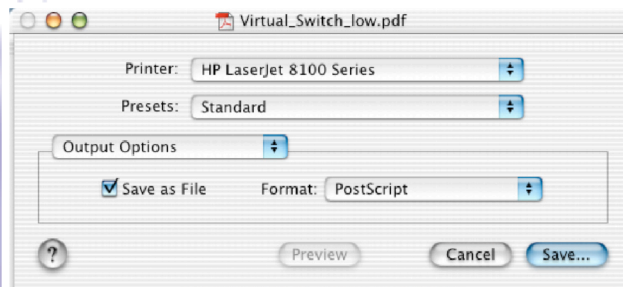 Virtual_Switch_low.pdf
Printer: HP LaserJet 8100 Series
Presets: Standard
Output Options
Save as File Format: PostScript
? Preview Cancel Save...